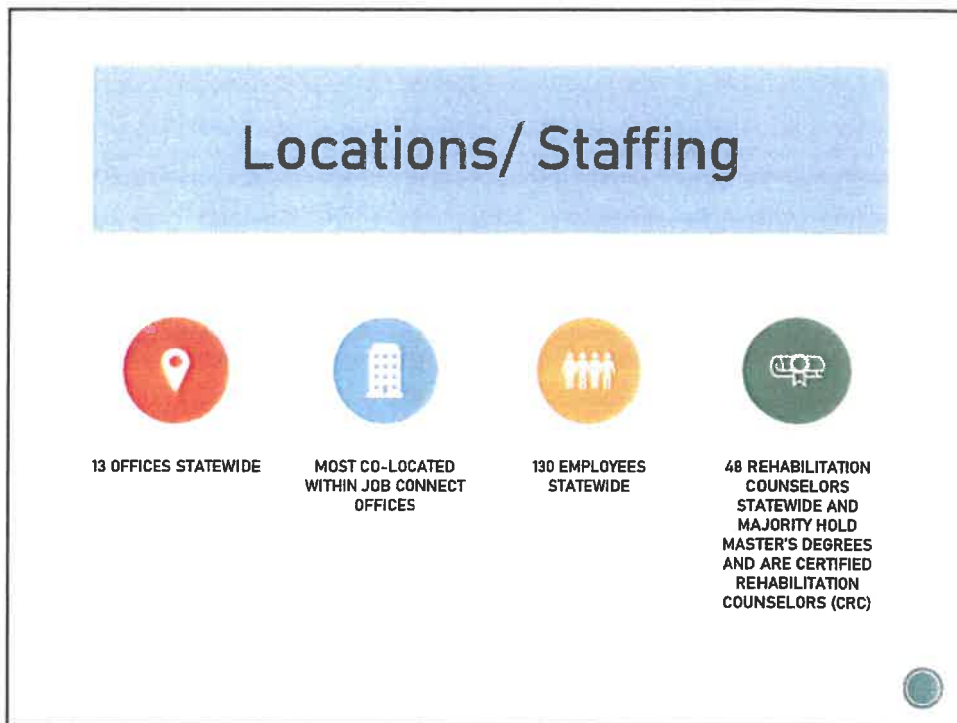 Locations/ Staffing
13 OFFICES STATEWIDE
MOST CO-LOCATED
WITHIN JOB CONNECT
OFFICES
130 EMPLOYEES
STATEWIDE
48 REHABILITATION
COUNSELORS
STATEWIDE AND
MAJORITY HOLD
MASTER'S DEGREES
AND ARE CERTIFIED
REHABILITATION
COUNSELORS (CRC)